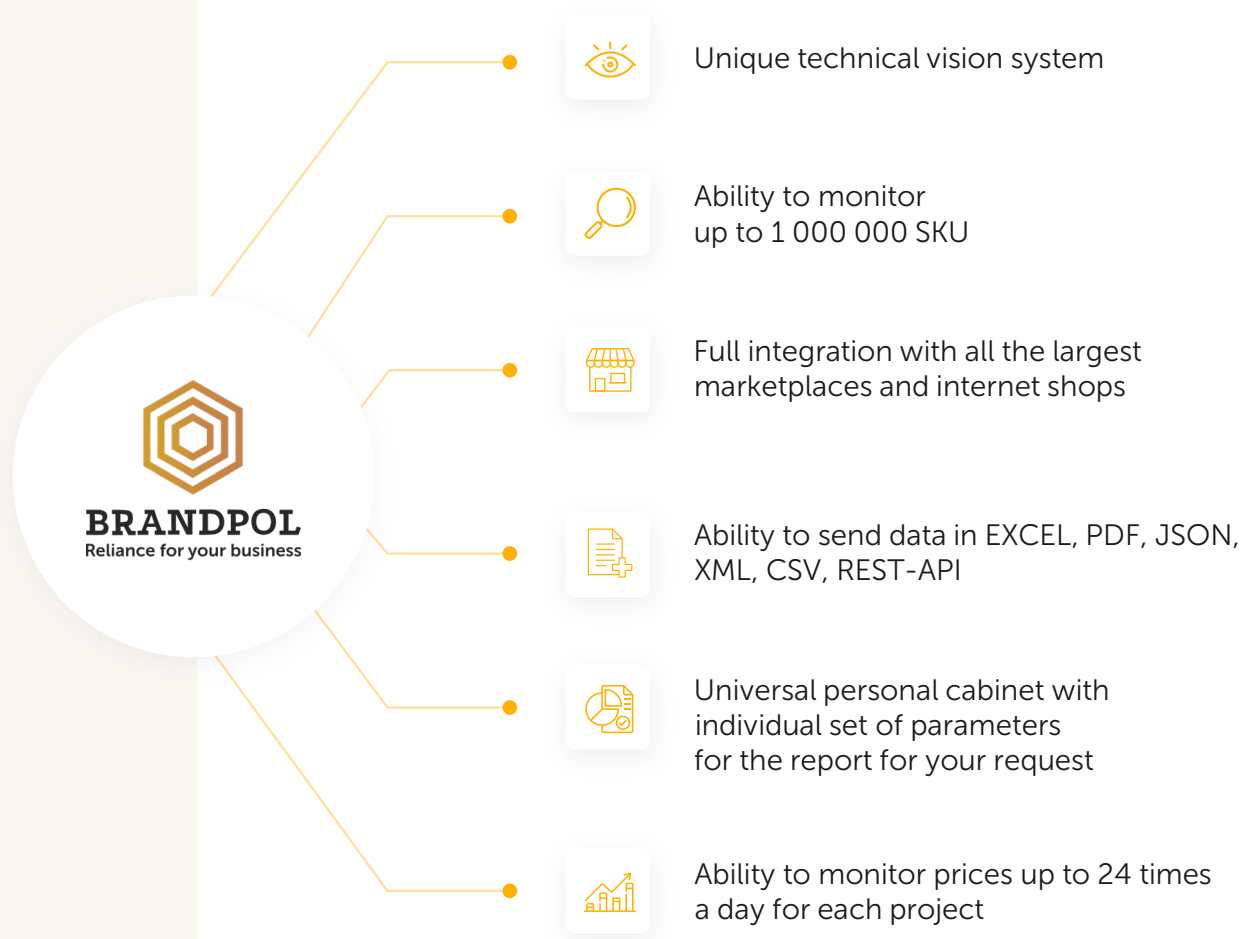 Unique technical vision system
Ability to monitor
up to 1 000 000 SKU
Full integration with all the largest
marketplaces and internet shops
BRANDPOL
Reliance for your business
Ability to send data in EXCEL, PDF, JSON,
XML, CSV, REST-API
Universal personal cabinet with
individual set of parameters
for the report for your request
Ability to monitor prices up to 24 times
a day for each project